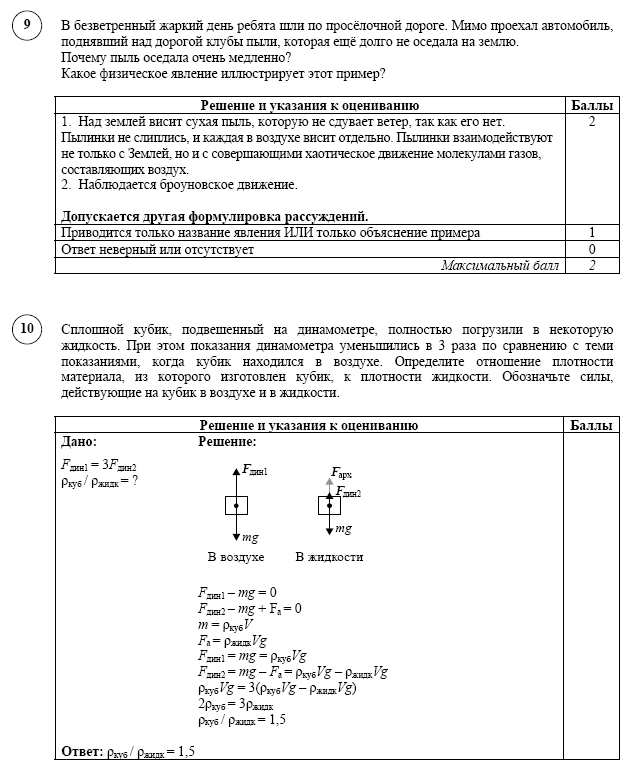 9
В безветренный жаркий день ребята шли по просёлочной дороге. Мимо проехал автомобиль,
поднявший над дорогой клубы пыли, которая ещё долго не оседала на землю.
Почему пыль оседала очень медленно?
Какое физическое явление иллюстрирует этот пример?
Решение и указания к оцениванию Баллы
1. Над землей висит сухая пыль, которую не сдувает ветер, так как его нет. 2
Пылинки не слиплись, и каждая в воздухе висит отдельно. Пылинки взаимодействуют
не только с Землей, но и с совершающими хаотическое движение молекулами газов,
составляющих воздух.
2. Наблюдается броуновское движение.
Допускается другая формулировка рассуждений.
Приводится только название явления ИЛИ только объяснение примера 1
Ответ неверный или отсутствует 0
Максимальный балл 2
10
Сплошной кубик, подвешенный на динамометре, полностью погрузили в некоторую
жидкость. При этом показания динамометра уменьшились в 3 раза по сравнению с теми
показаниями, когда кубик находился в воздухе. Определите отношение плотности
материала, из которого изготовлен кубик, к плотности жидкости. Обозначьте силы,
действующие на кубик в воздухе и в жидкости.
Решение и указания к оцениванию Баллы
Дано: Решение:
Fдин1 = 3Fдин2
ρкуб / ρжидк = ?
Fдин1 Fарх
Fдин2
mg mg
В воздухе В жидкости
Fдин1 – mg = 0
Fдин2 – mg + Fа = 0
m = ρкубV
Fа = ρжидкVg
Fдин1 = mg = ρкубVg
Fдин2 = mg – Fа = ρкубVg – ρжидкVg
ρкубVg = 3(ρкубVg – ρжидкVg)
2ρкуб = 3ρжидк
ρкуб / ρжидк = 1,5
Ответ: ρкуб / ρжидк = 1,5